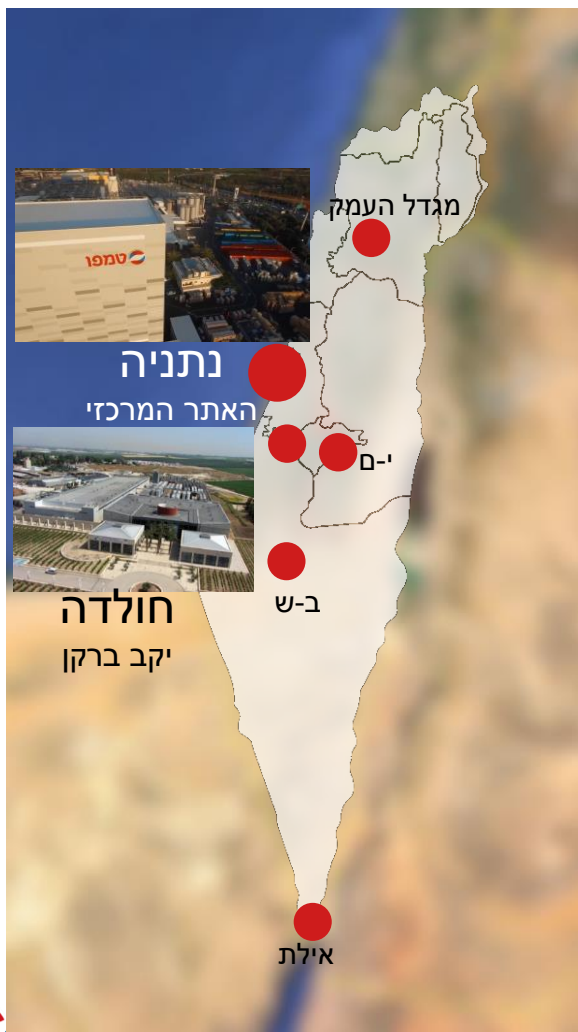 מגדל העמק
טמפו
נתניה
האתר המרכזי
י-ם
חולדה
ב-ש
יקב ברקן
אילת